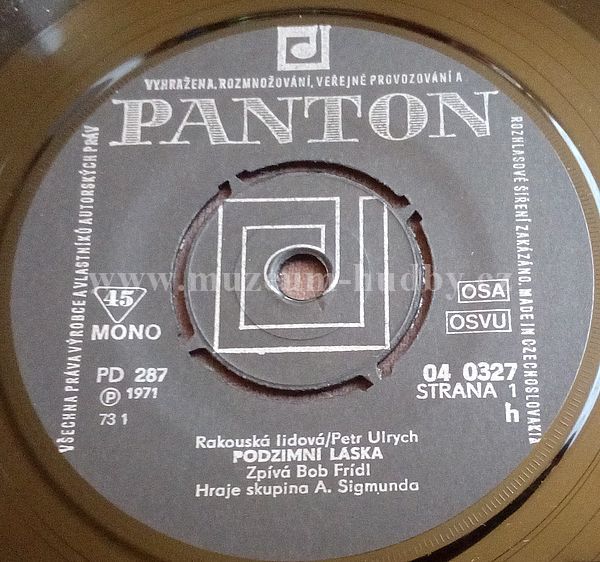 VŠECHNA PRÁVA VÝROBCE A VLASTNÍKŮ AUTORSKÝCH PRÁV
VYHRAŽENA, ROZMNOŽOVÁNÍ, VEŘEJNÉ PROVOZOVÁNÍ A
ROZHLASOVÉ ŠÍŘENÍ ZAKÁZÁNO. MADE IN CZECHOSLOVAKIA
PANTON
www.muzeum-hudby.cz
45
MONO
OSA
OSVU
PD 287
Ⓟ 1971
73 1
04 0327
STRANA 1
h
Rakouská lidová/Petr Ulrych
PODZIMNÍ LÁSKA
Zpívá Bob Frídl
Hraje skupina A. Sigmunda